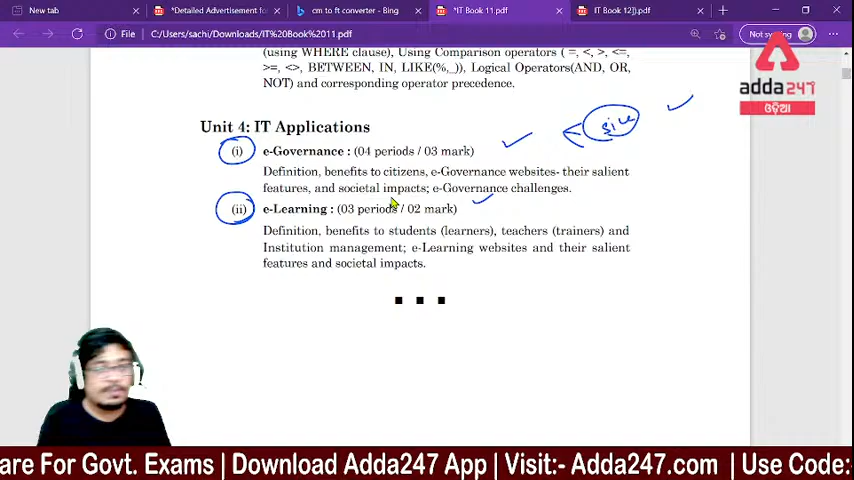 New tab
*Detailed Advertisement for
cm to ft converter - Bing
*IT Book 11.pdf
IT Book 12].pdf
File
C:/Users/sachi/Downloads/IT%20Book%2011.pdf
Not
(using WHERE clause), Using Comparison operators ( =, <, >, <=,
>=, <>, BETWEEN, IN, LIKE(%,_)), Logical Operators(AND, OR,
NOT) and corresponding operator precedence.
adda247
ଓଡ଼ିଆ
Unit 4: IT Applications
(i) e-Governance : (04 periods / 03 mark)
Definition, benefits to citizens, e-Governance websites- their salient
features, and societal impacts; e-Governance challenges.
(ii) e-Learning : (03 periods / 02 mark)
Definition, benefits to students (learners), teachers (trainers) and
Institution management; e-Learning websites and their salient
features and societal impacts.
are For Govt. Exams | Download Adda247 App | Visit:- Adda247.com | Use Code:-